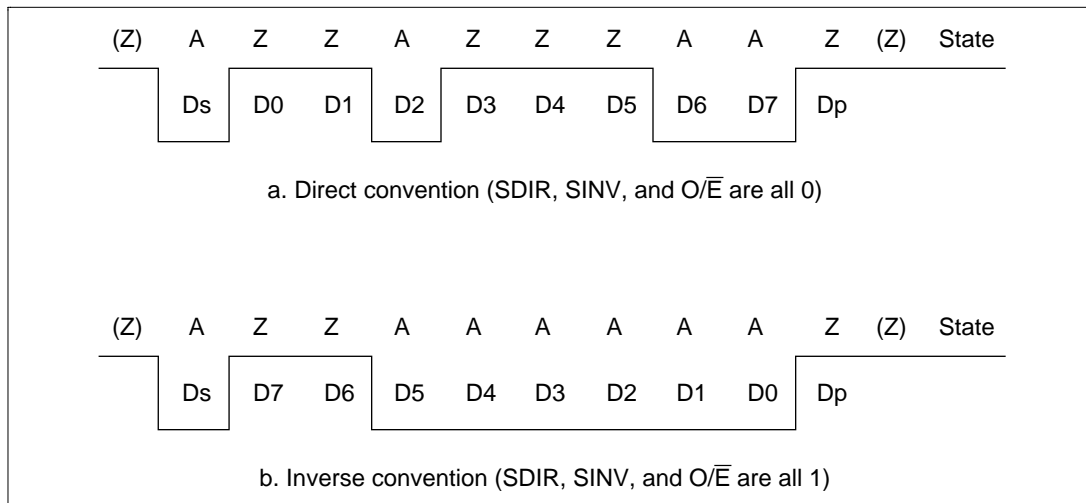 (Z) A Z Z A Z Z Z A A Z (Z) State
Ds D0 D1 D2 D3 D4 D5 D6 D7 Dp
a. Direct convention (SDIR, SINV, and O/E̅ are all 0)
(Z) A Z Z A A A A A A Z (Z) State
Ds D7 D6 D5 D4 D3 D2 D1 D0 Dp
b. Inverse convention (SDIR, SINV, and O/E̅ are all 1)